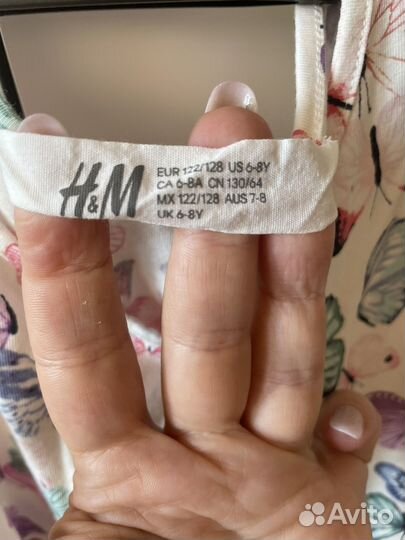 H&M
EUR 122/128 US 6-8Y
CA 6-8A CN 130/64
MX 122/128 AUS 7-8
UK 6-8Y
Avito